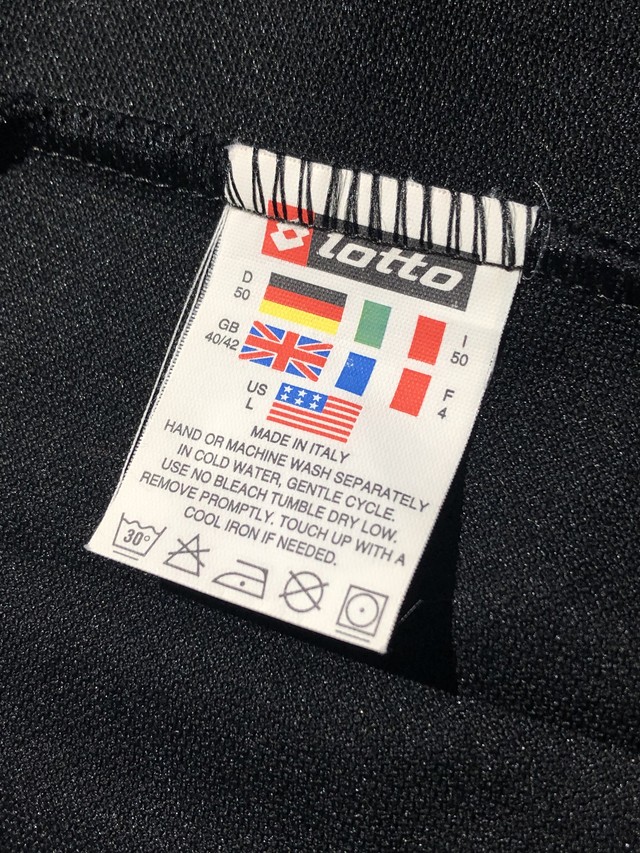 lotto
D
50
I
50
GB
40/42
F
4
US
L
MADE IN ITALY
HAND OR MACHINE WASH SEPARATELY
IN COLD WATER, GENTLE CYCLE.
USE NO BLEACH TUMBLE DRY LOW.
REMOVE PROMPTLY. TOUCH UP WITH A
COOL IRON IF NEEDED.
30°